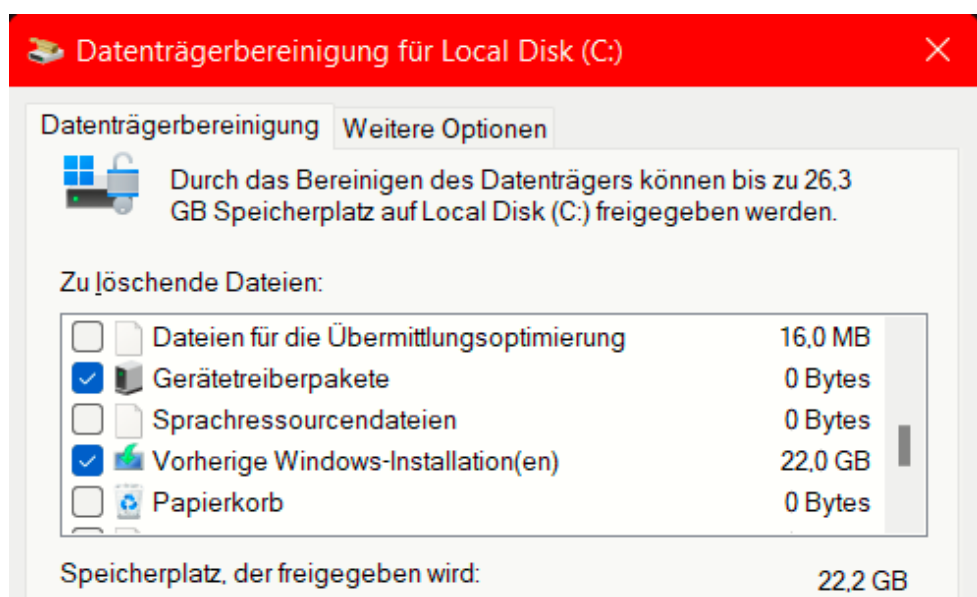 Datenträgerbereinigung für Local Disk (C:)
Datenträgerbereinigung
Weitere Optionen
Durch das Bereinigen des Datenträgers können bis zu 26,3
GB Speicherplatz auf Local Disk (C:) freigegeben werden.
Zu löschende Dateien:
Dateien für die Übermittlungsoptimierung 16,0 MB
Gerätetreiberpakete 0 Bytes
Sprachressourcendateien 0 Bytes
Vorherige Windows-Installation(en) 22,0 GB
Papierkorb 0 Bytes
Speicherplatz, der freigegeben wird: 22,2 GB